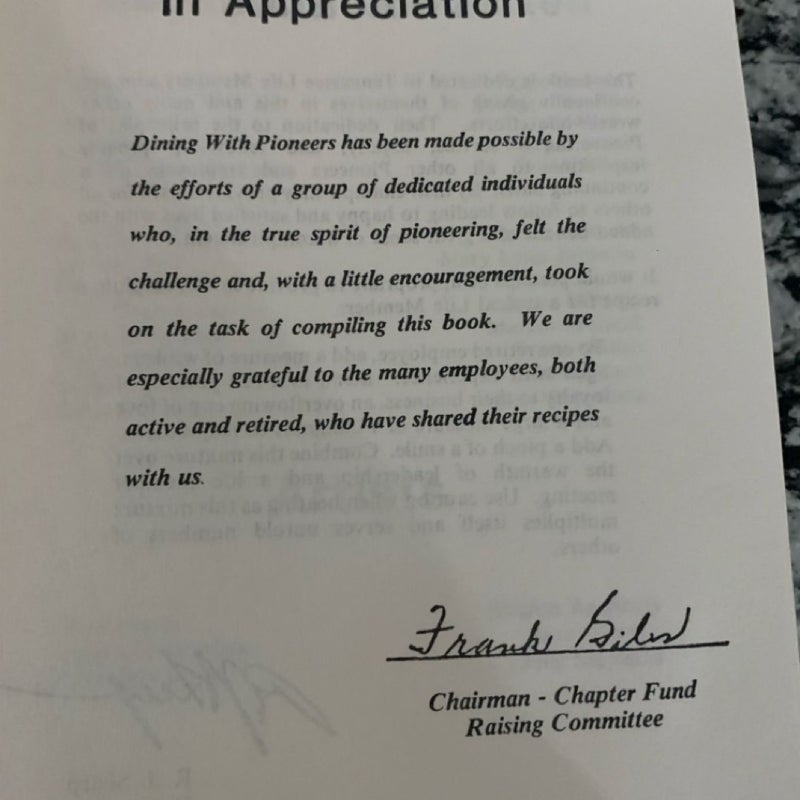 In Appreciation
Dining With Pioneers has been made possible by
the efforts of a group of dedicated individuals
who, in the true spirit of pioneering, felt the
challenge and, with a little encouragement, took
on the task of compiling this book. We are
especially grateful to the many employees, both
active and retired, who have shared their recipes
with us.
Frank
Chairman - Chapter Fund
Raising Committee